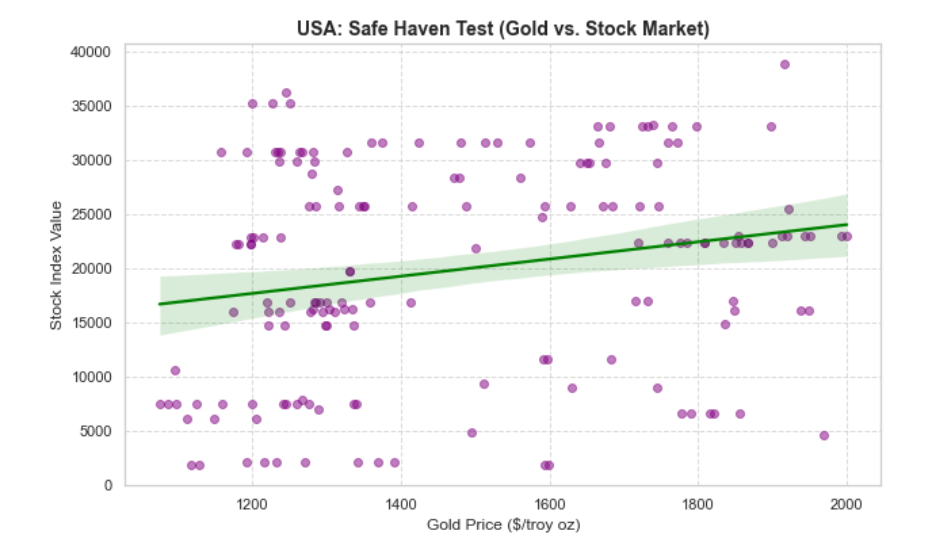 USA: Safe Haven Test (Gold vs. Stock Market)
40000
35000
30000
25000
20000
15000
10000
5000
0
Stock Index Value
1200 1400 1600 1800 2000
Gold Price ($/troy oz)